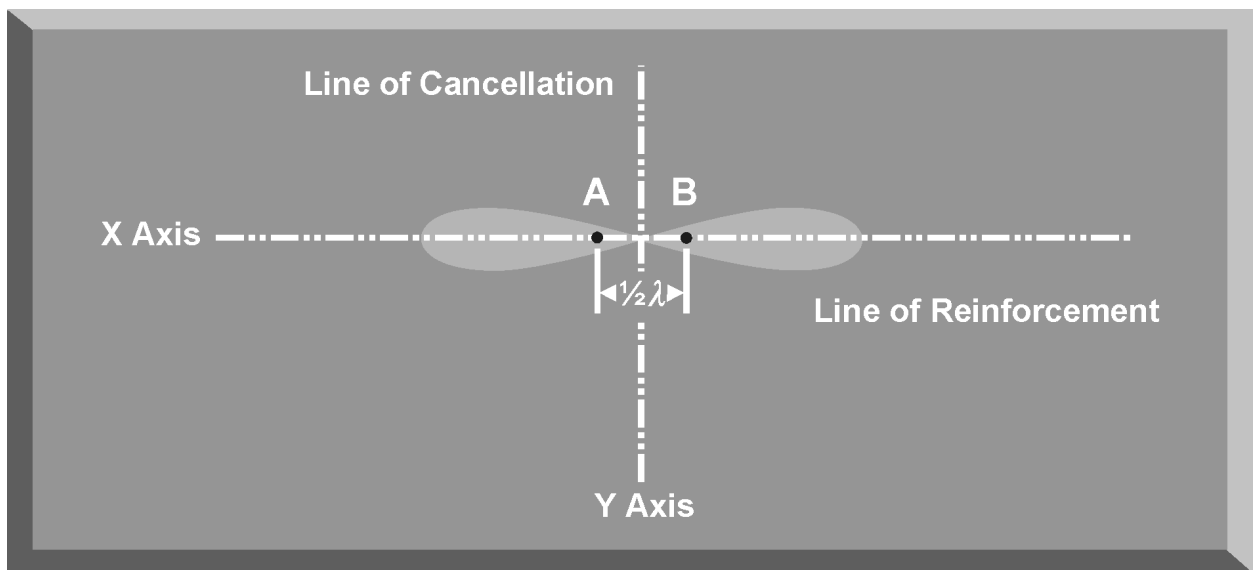 Line of Cancellation
A B
X Axis
½λ
Line of Reinforcement
Y Axis